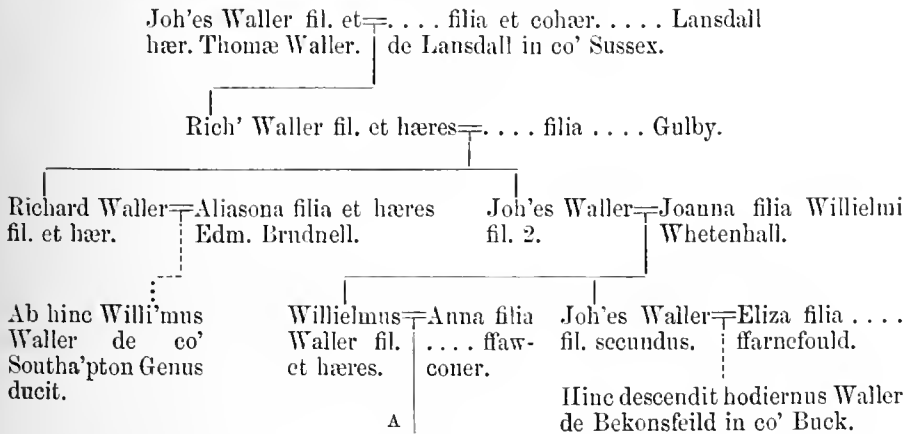 Joh'es Waller fil. et . . . . filia et cohær. . . . . Lansdall
hær. Thomæ Waller. de Lansdall in co' Sussex.
Rich' Waller fil. et hæres . . . . filia . . . . Gulby.
Richard Waller
fil. et hær.
Aliasona filia et hæres
Edm. Brudnell.
Joh'es Waller
fil. 2.
Joanna filia Willielmi
Whetenhall.
Ab hinc Willi'mus
Waller de co'
Southa'pton Genus
ducit.
Willielmus
Waller fil.
et hæres.
Anna filia
. . . . ffaw-
coner.
Joh'es Waller
fil. secundus.
Eliza filia . . . .
ffarnefould.
A
Hinc descendit hodiernus Waller
de Bekonsfeild in co' Buck.